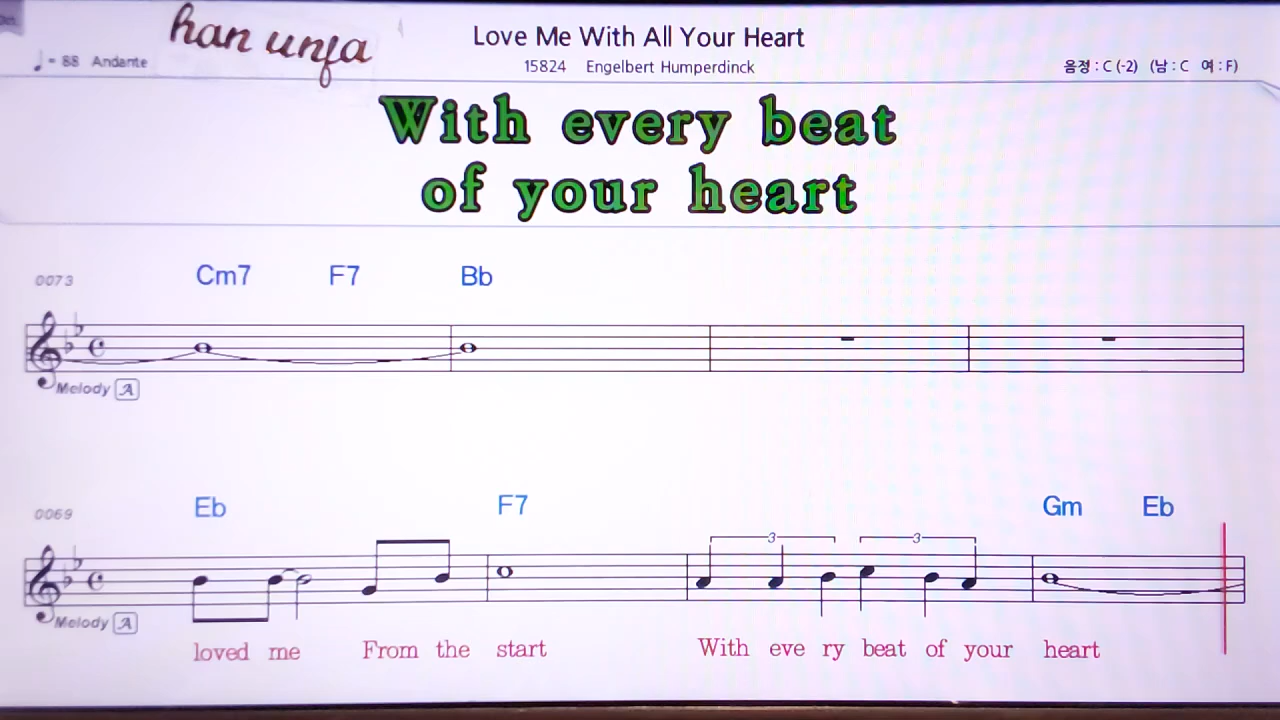 han unja
Love Me With All Your Heart
♩= 88 Andante
15824 Engelbert Humperdinck
음정 : C (-2) (남 : C 여 : F)
With every beat
of your heart
0073
Cm7 F7 Bb
Melody A
0069
Eb F7 Gm Eb
3 3
Melody A
loved me From the start With eve ry beat of your heart